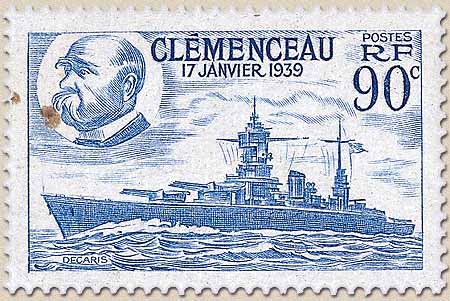 CLÉMENCEAU
17 JANVIER 1939
POSTES
RF
90c
DECARIS